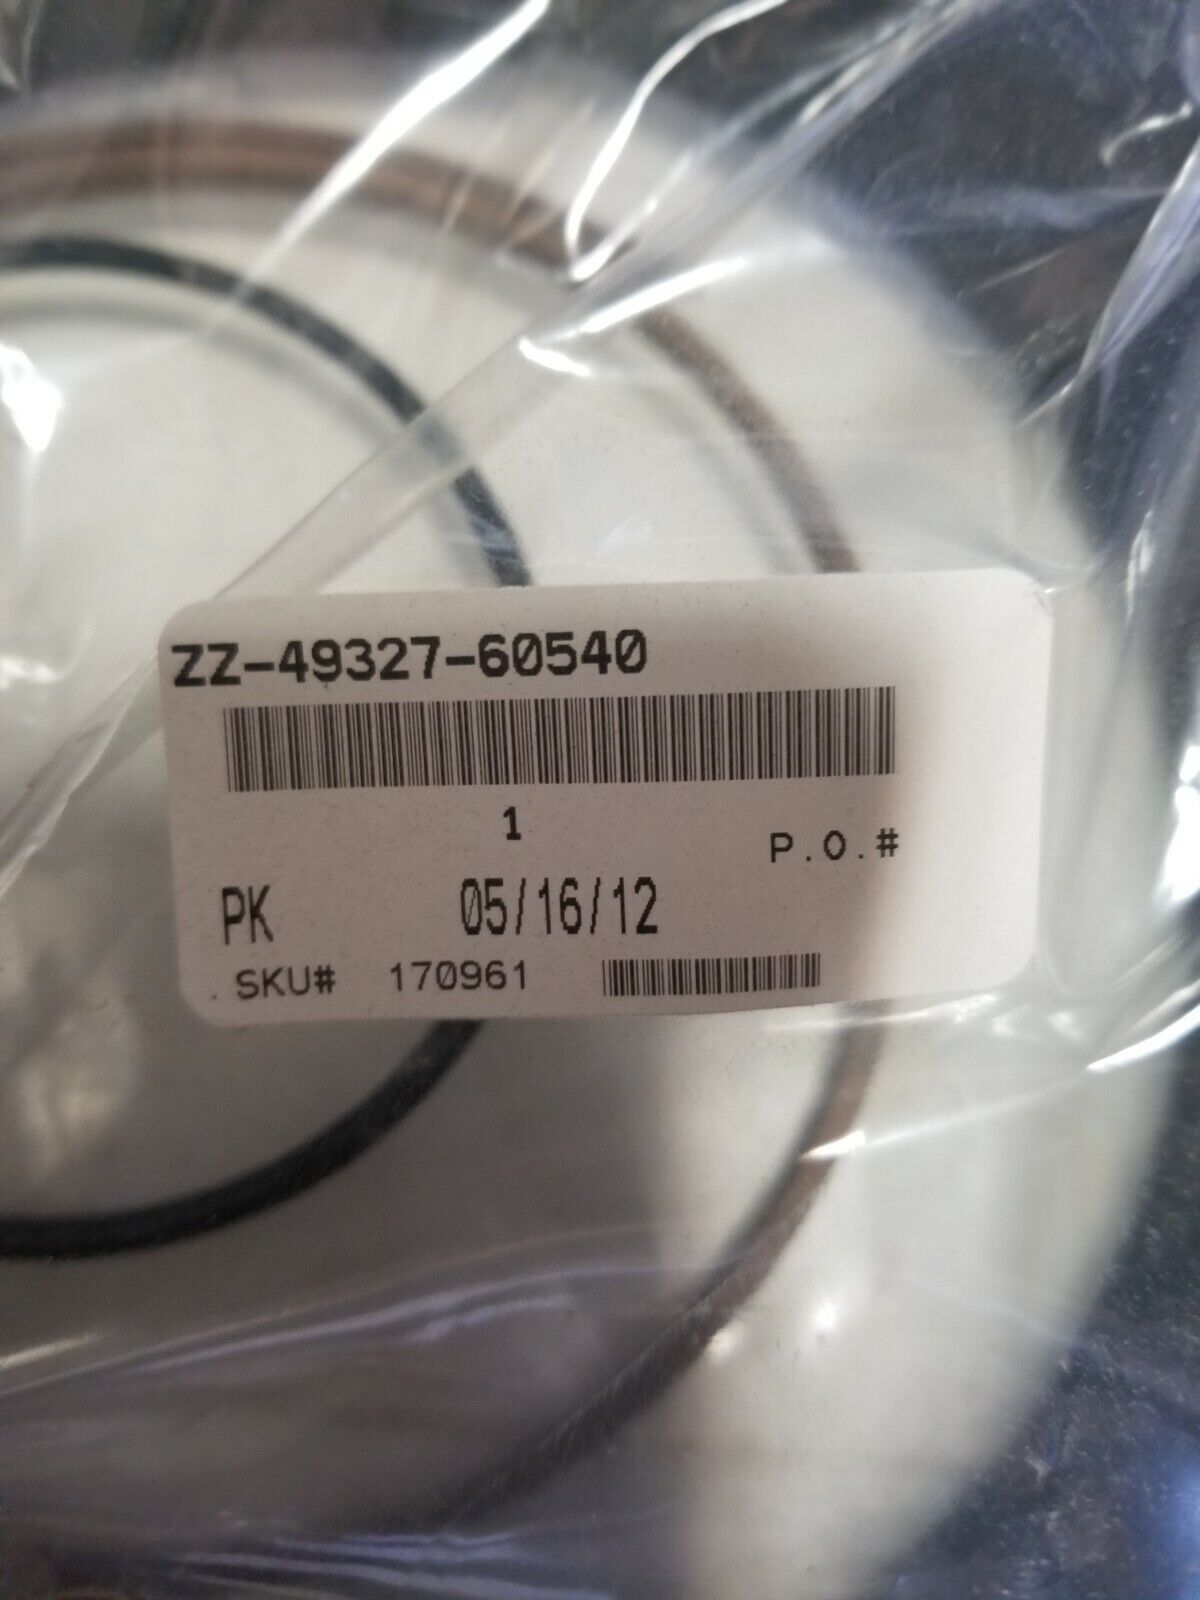 ZZ-49327-60540
1
P.O.#
PK 05/16/12
SKU# 170961